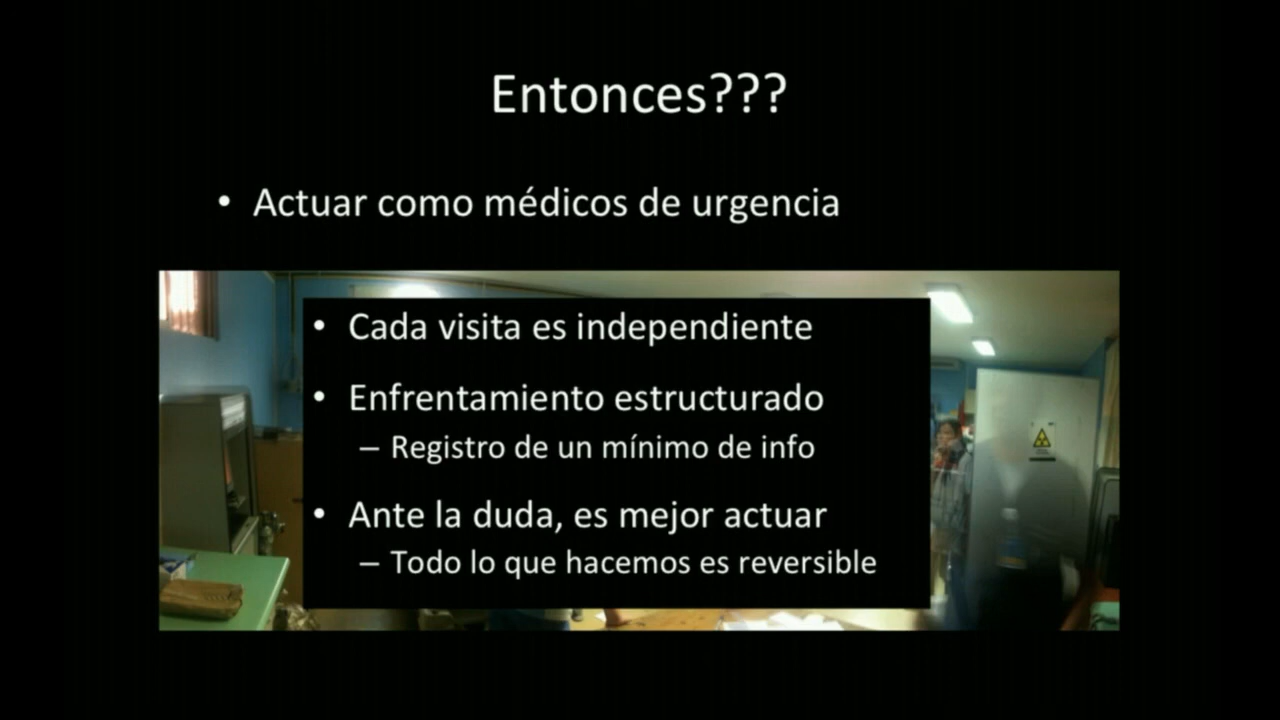 Entonces???
• Actuar como médicos de urgencia
• Cada visita es independiente
• Enfrentamiento estructurado
– Registro de un mínimo de info
• Ante la duda, es mejor actuar
– Todo lo que hacemos es reversible